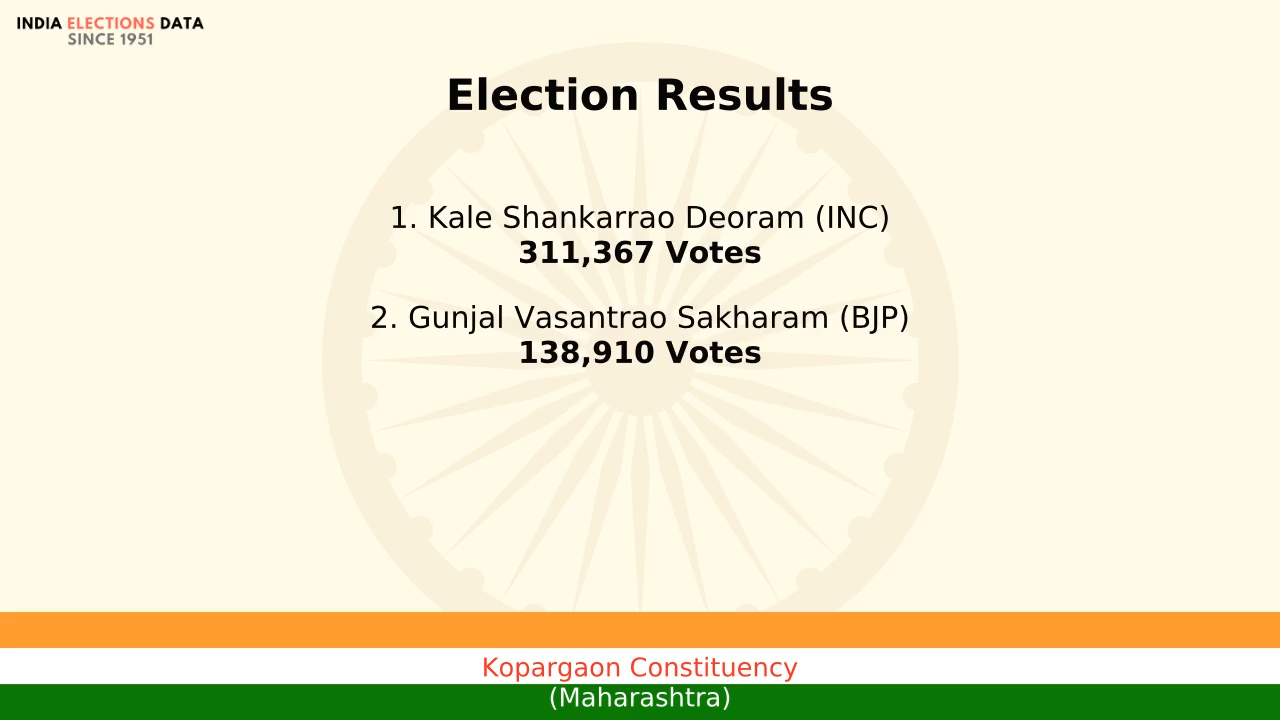 INDIA ELECTIONS DATA
SINCE 1951
Election Results
1. Kale Shankarrao Deoram (INC)
311,367 Votes
2. Gunjal Vasantrao Sakharam (BJP)
138,910 Votes
Kopargaon Constituency
(Maharashtra)